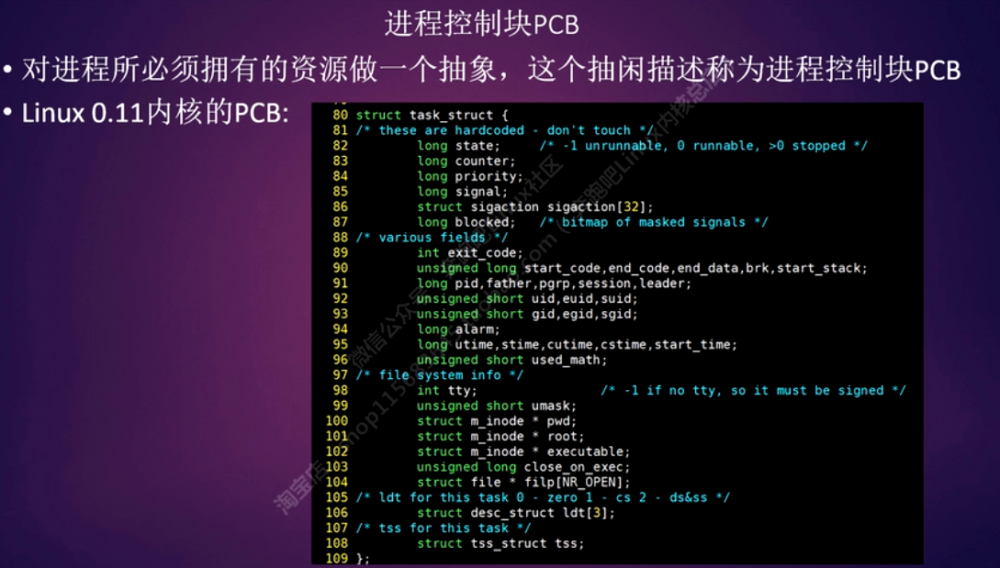 进程控制块PCB
• 对进程所必须拥有的资源做一个抽象，这个抽闲描述称为进程控制块PCB
• Linux 0.11内核的PCB:
80 struct task_struct {
81 /* these are hardcoded - don't touch */
82 long state; /* -1 unrunnable, 0 runnable, >0 stopped */
83 long counter;
84 long priority;
85 long signal;
86 struct sigaction sigaction[32];
87 long blocked; /* bitmap of masked signals */
88 /* various fields */
89 int exit_code;
90 unsigned long start_code,end_code,end_data,brk,start_stack;
91 long pid,father,pgrp,session,leader;
92 unsigned short uid,euid,suid;
93 unsigned short gid,egid,sgid;
94 long alarm;
95 long utime,stime,cutime,cstime,start_time;
96 unsigned short used_math;
97 /* file system info */
98 int tty; /* -1 if no tty, so it must be signed */
99 unsigned short umask;
100 struct m_inode * pwd;
101 struct m_inode * root;
102 struct m_inode * executable;
103 unsigned long close_on_exec;
104 struct file * filp[NR_OPEN];
105 /* ldt for this task 0 - zero 1 - cs 2 - ds&ss */
106 struct desc_struct ldt[3];
107 /* tss for this task */
108 struct tss_struct tss;
109 };